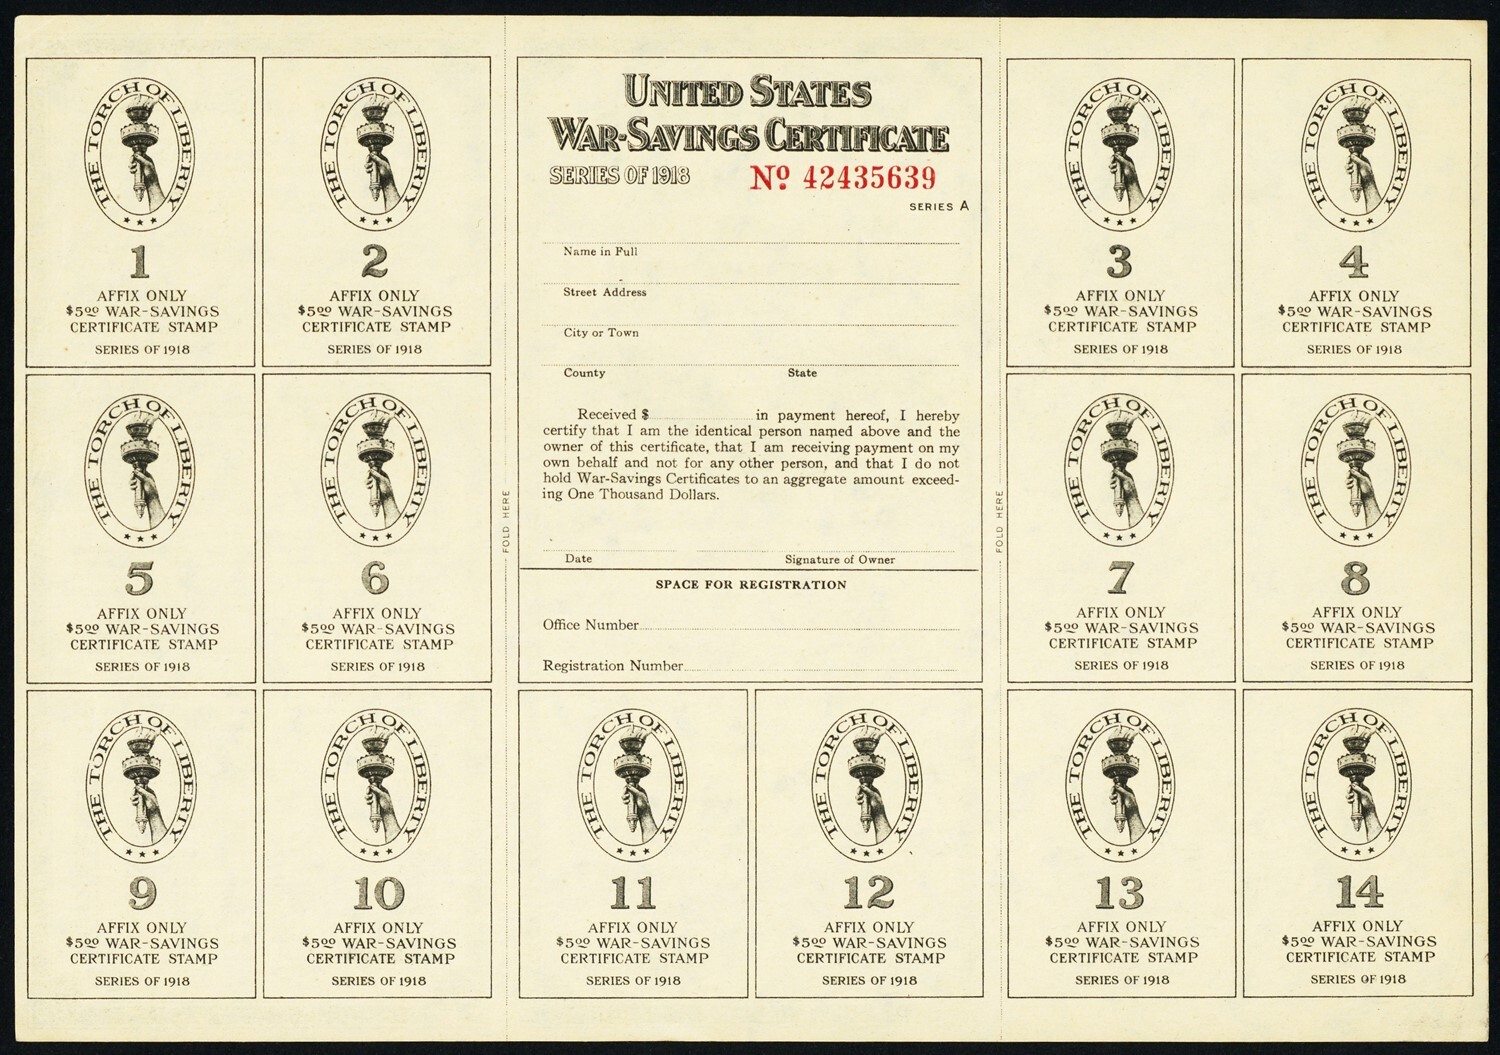 THE TORCH OF LIBERTY
1
AFFIX ONLY
$5.00 WAR-SAVINGS
CERTIFICATE STAMP
SERIES OF 1918
THE TORCH OF LIBERTY
2
AFFIX ONLY
$5.00 WAR-SAVINGS
CERTIFICATE STAMP
SERIES OF 1918
UNITED STATES
WAR-SAVINGS CERTIFICATE
SERIES OF 1918 No. 42435639
SERIES A
Name in Full
Street Address
City or Town
County State
Received $ in payment hereof, I hereby
certify that I am the identical person named above and the
owner of this certificate, that I am receiving payment on my
own behalf and not for any other person, and that I do not
hold War-Savings Certificates to an aggregate amount exceed-
ing One Thousand Dollars.
Date Signature of Owner
SPACE FOR REGISTRATION
Office Number
Registration Number
THE TORCH OF LIBERTY
3
AFFIX ONLY
$5.00 WAR-SAVINGS
CERTIFICATE STAMP
SERIES OF 1918
THE TORCH OF LIBERTY
4
AFFIX ONLY
$5.00 WAR-SAVINGS
CERTIFICATE STAMP
SERIES OF 1918
THE TORCH OF LIBERTY
5
AFFIX ONLY
$5.00 WAR-SAVINGS
CERTIFICATE STAMP
SERIES OF 1918
THE TORCH OF LIBERTY
6
AFFIX ONLY
$5.00 WAR-SAVINGS
CERTIFICATE STAMP
SERIES OF 1918
FOLD HERE
FOLD HERE
THE TORCH OF LIBERTY
7
AFFIX ONLY
$5.00 WAR-SAVINGS
CERTIFICATE STAMP
SERIES OF 1918
THE TORCH OF LIBERTY
8
AFFIX ONLY
$5.00 WAR-SAVINGS
CERTIFICATE STAMP
SERIES OF 1918
THE TORCH OF LIBERTY
9
AFFIX ONLY
$5.00 WAR-SAVINGS
CERTIFICATE STAMP
SERIES OF 1918
THE TORCH OF LIBERTY
10
AFFIX ONLY
$5.00 WAR-SAVINGS
CERTIFICATE STAMP
SERIES OF 1918
THE TORCH OF LIBERTY
11
AFFIX ONLY
$5.00 WAR-SAVINGS
CERTIFICATE STAMP
SERIES OF 1918
THE TORCH OF LIBERTY
12
AFFIX ONLY
$5.00 WAR-SAVINGS
CERTIFICATE STAMP
SERIES OF 1918
THE TORCH OF LIBERTY
13
AFFIX ONLY
$5.00 WAR-SAVINGS
CERTIFICATE STAMP
SERIES OF 1918
THE TORCH OF LIBERTY
14
AFFIX ONLY
$5.00 WAR-SAVINGS
CERTIFICATE STAMP
SERIES OF 1918